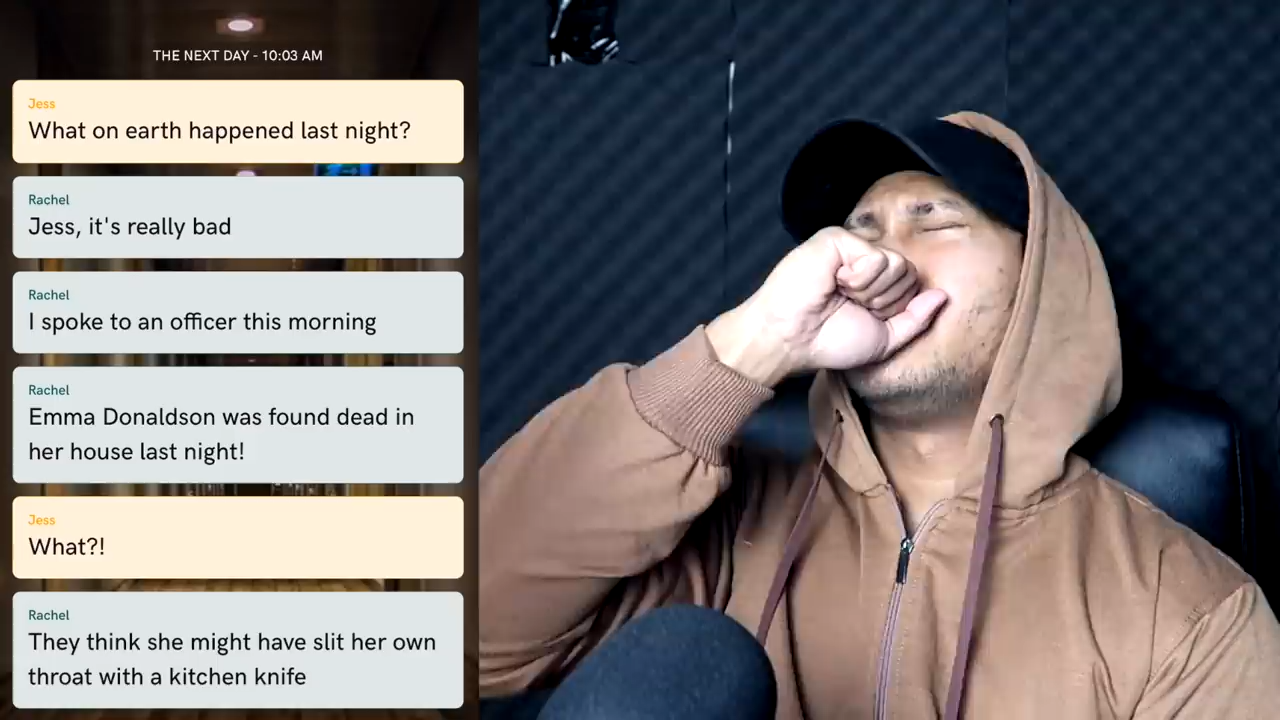 THE NEXT DAY - 10:03 AM
Jess
What on earth happened last night?
Rachel
Jess, it's really bad
Rachel
I spoke to an officer this morning
Rachel
Emma Donaldson was found dead in
her house last night!
Jess
What?!
Rachel
They think she might have slit her own
throat with a kitchen knife